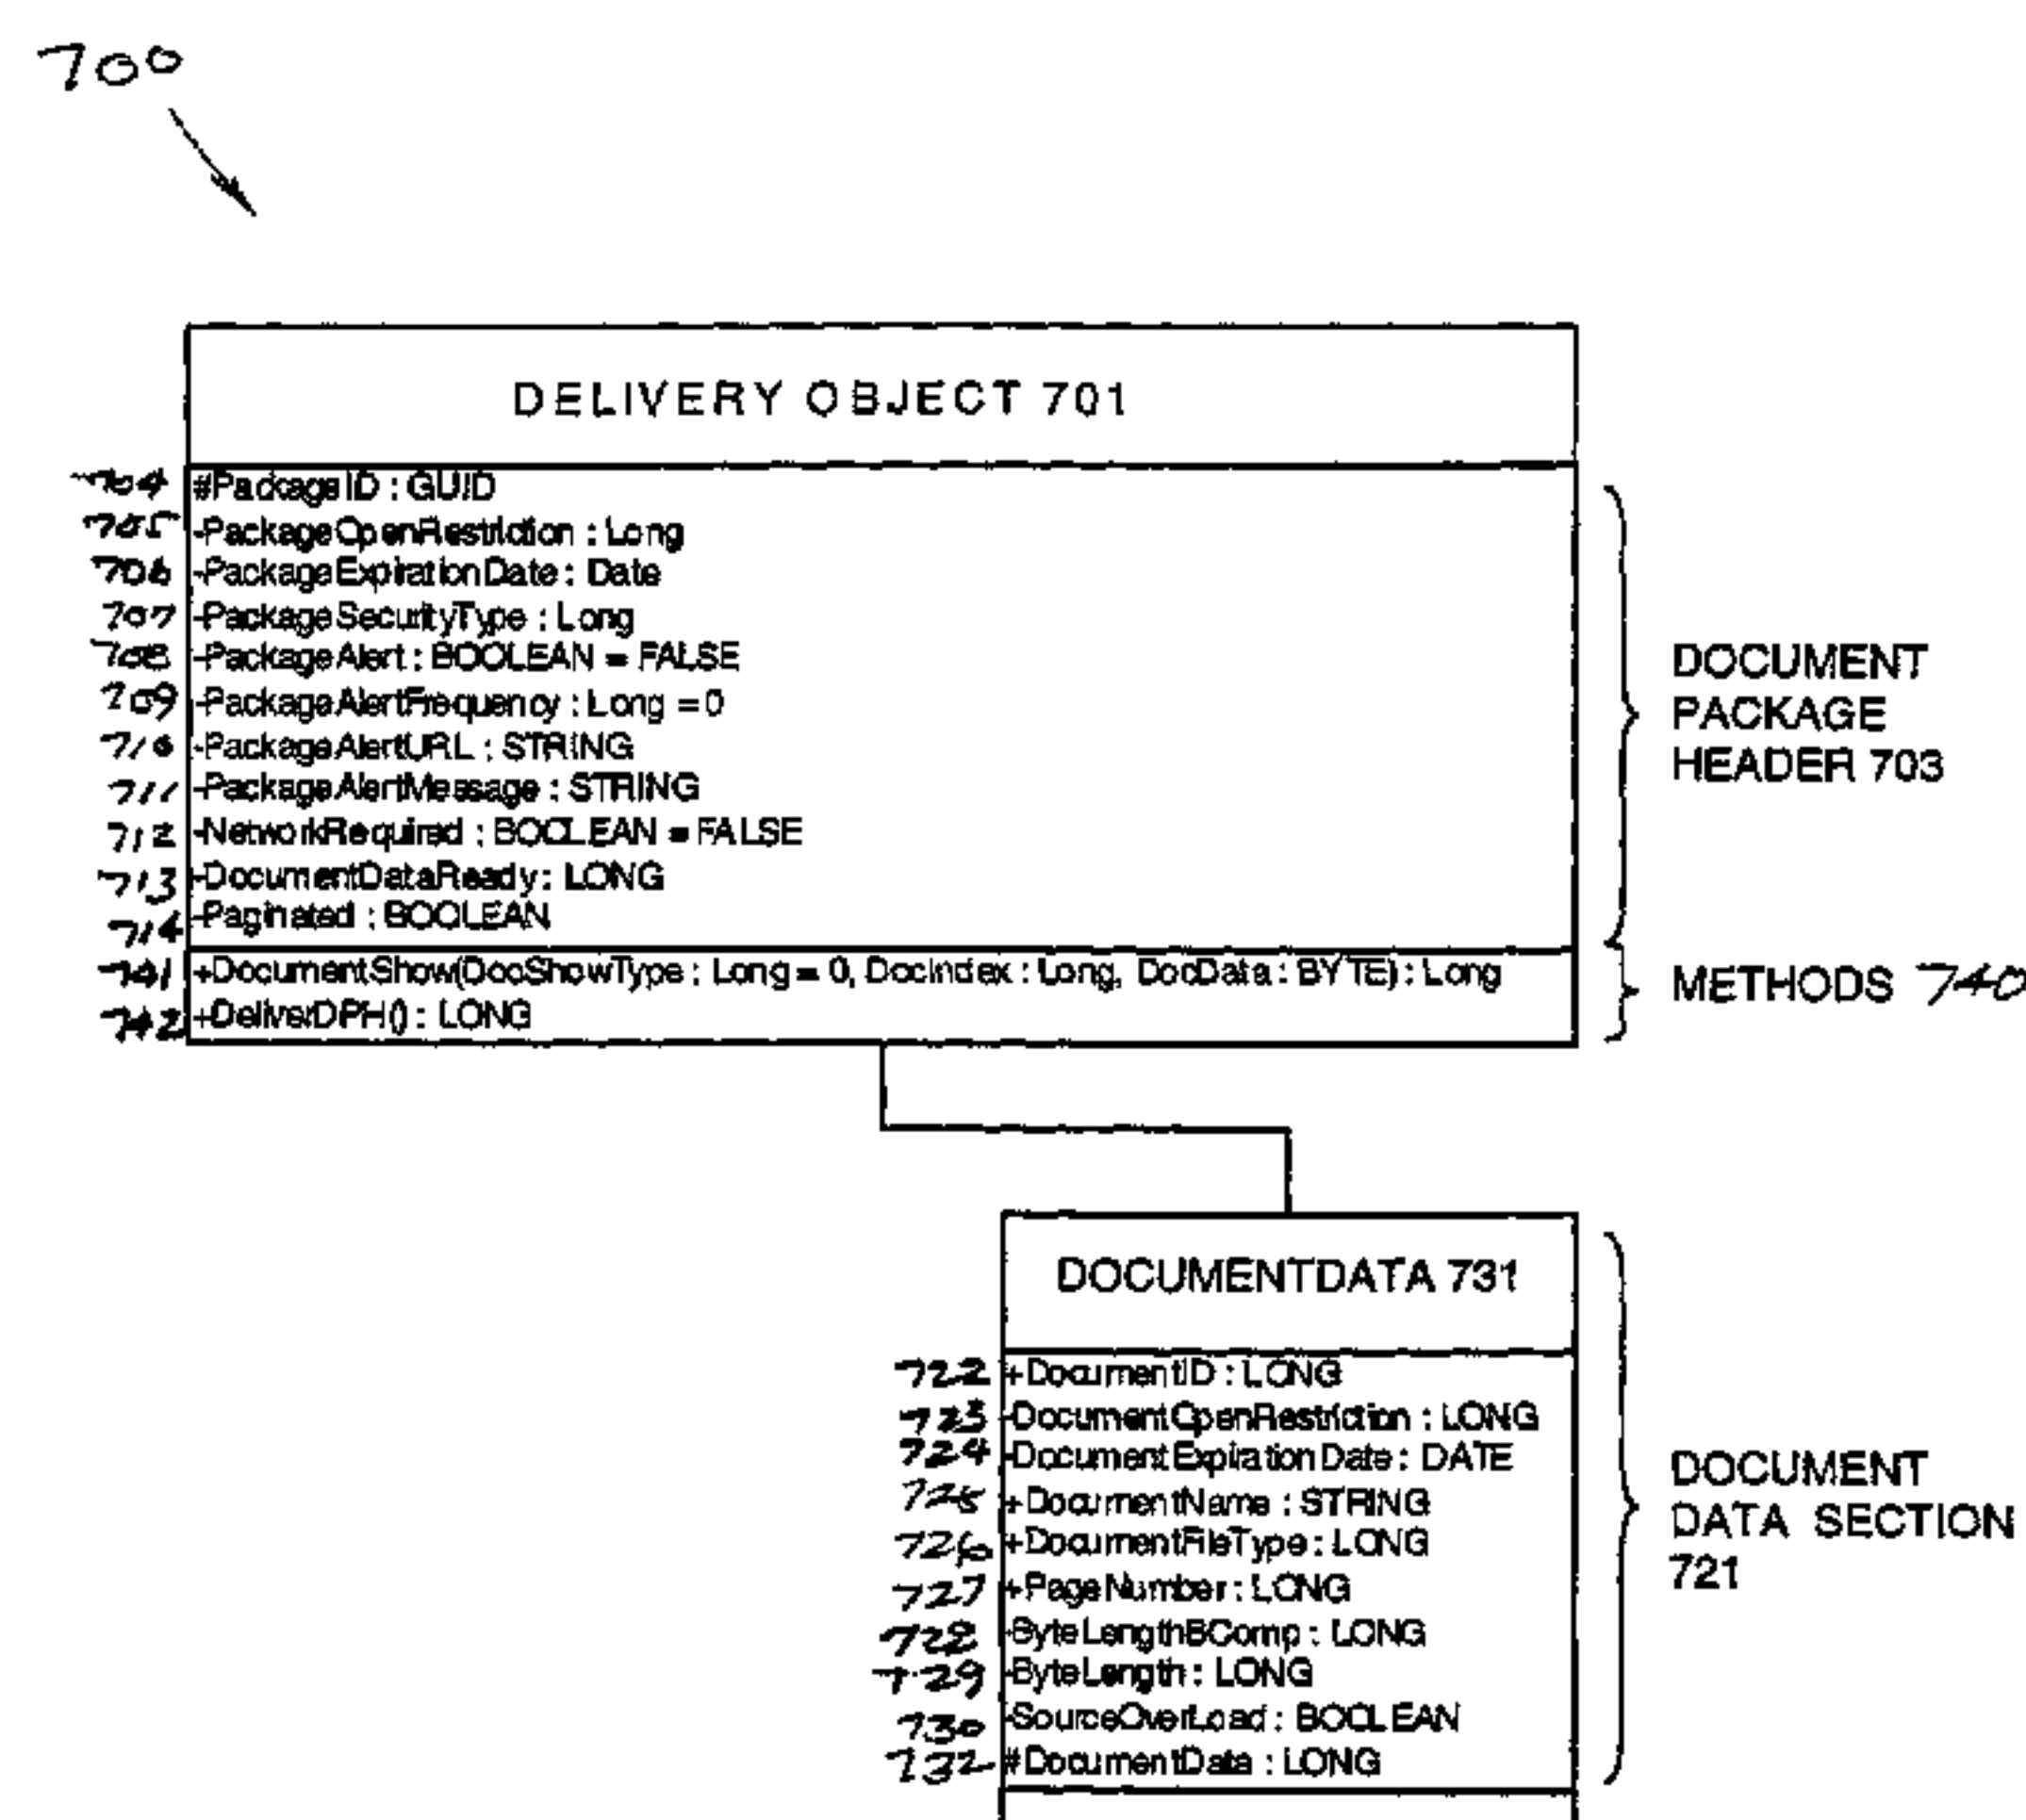 700
DELIVERY OBJECT 701
704 #PackageID : GUID
705 -PackageOpenRestriction : Long
706 -PackageExpirationDate : Date
707 -PackageSecurityType : Long
708 -PackageAlert : BOOLEAN = FALSE
709 -PackageAlertFrequency : Long = 0
710 -PackageAlertURL : STRING
711 -PackageAlertMessage : STRING
712 -NetworkRequired : BOOLEAN = FALSE
713 -DocumentDataReady : LONG
714 -Paginated : BOOLEAN
DOCUMENT
PACKAGE
HEADER 703
741 +DocumentShow(DocShowType : Long = 0, DocIndex : Long, DocData : BYTE) : Long
742 +DeliverDPH() : LONG
METHODS 740
DOCUMENTDATA 731
722 +DocumentID : LONG
723 -DocumentOpenRestriction : LONG
724 -DocumentExpirationDate : DATE
725 +DocumentName : STRING
726 +DocumentFileType : LONG
727 +PageNumber : LONG
728 -ByteLengthBComp : LONG
729 -ByteLength : LONG
730 -SourceOverLoad : BOOLEAN
732 #DocumentData : LONG
DOCUMENT
DATA SECTION
721